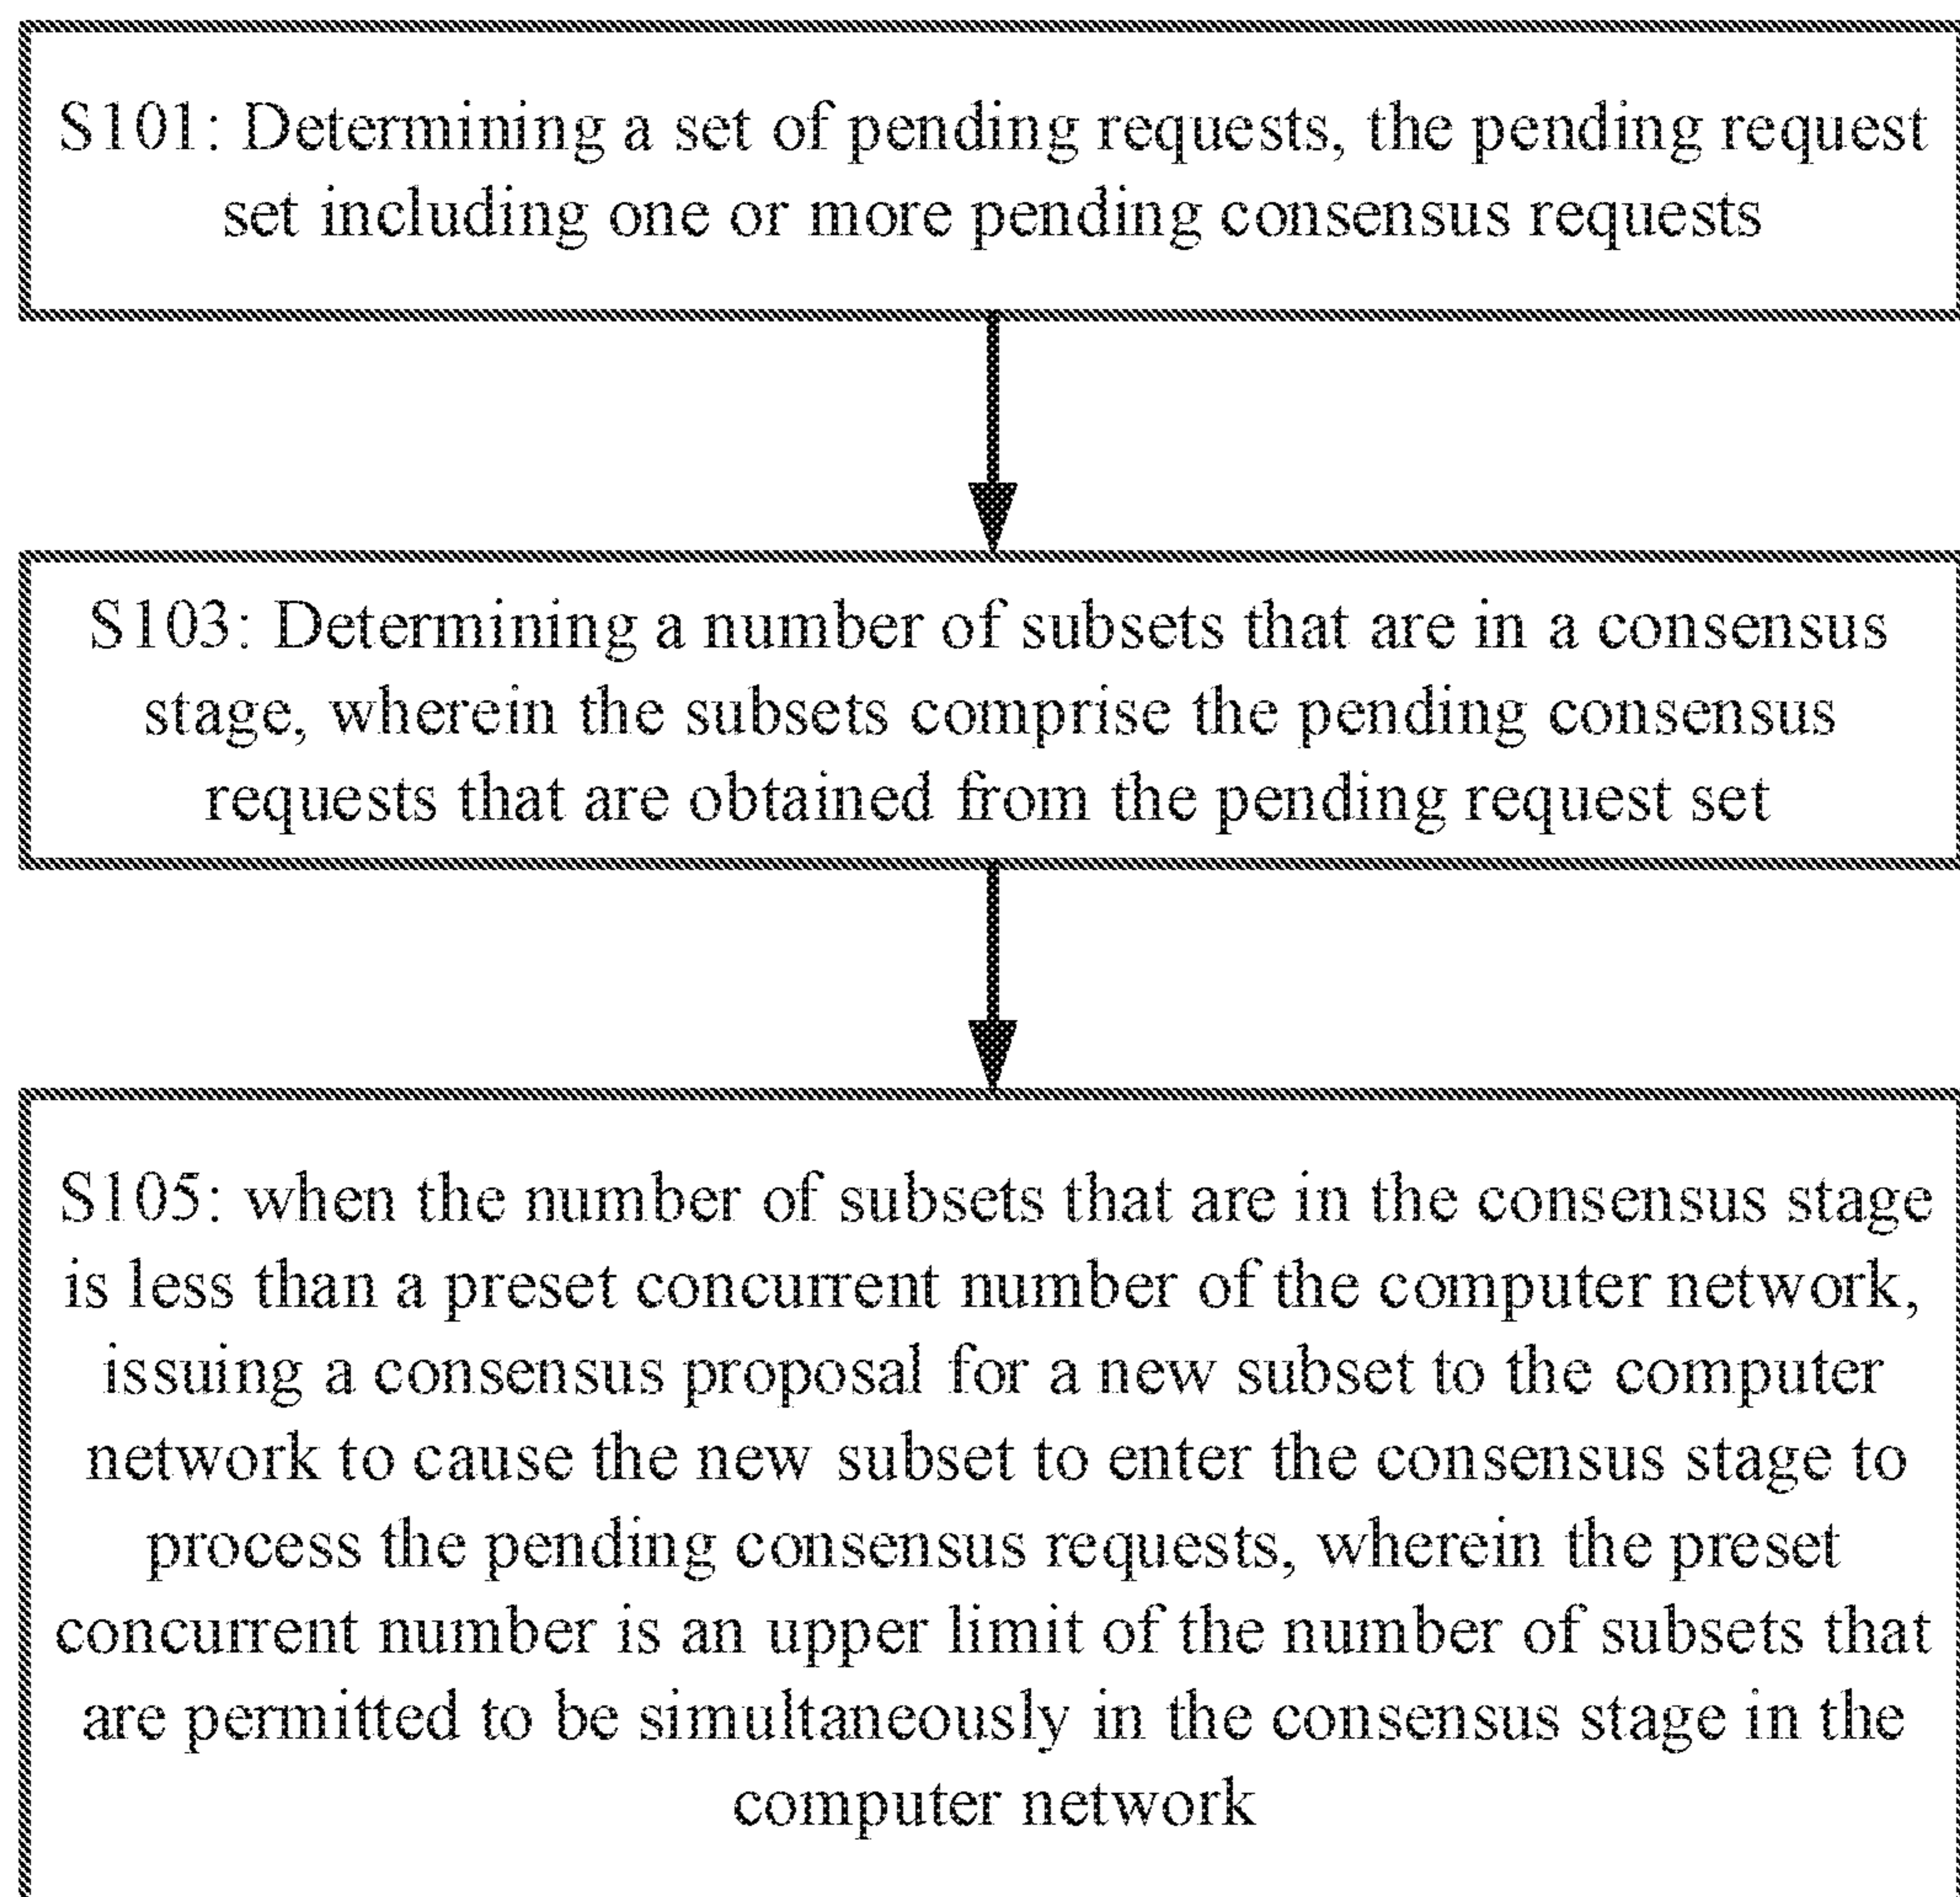 S101: Determining a set of pending requests, the pending request
set including one or more pending consensus requests
S103: Determining a number of subsets that are in a consensus
stage, wherein the subsets comprise the pending consensus
requests that are obtained from the pending request set
S105: when the number of subsets that are in the consensus stage
is less than a preset concurrent number of the computer network,
issuing a consensus proposal for a new subset to the computer
network to cause the new subset to enter the consensus stage to
process the pending consensus requests, wherein the preset
concurrent number is an upper limit of the number of subsets that
are permitted to be simultaneously in the consensus stage in the
computer network